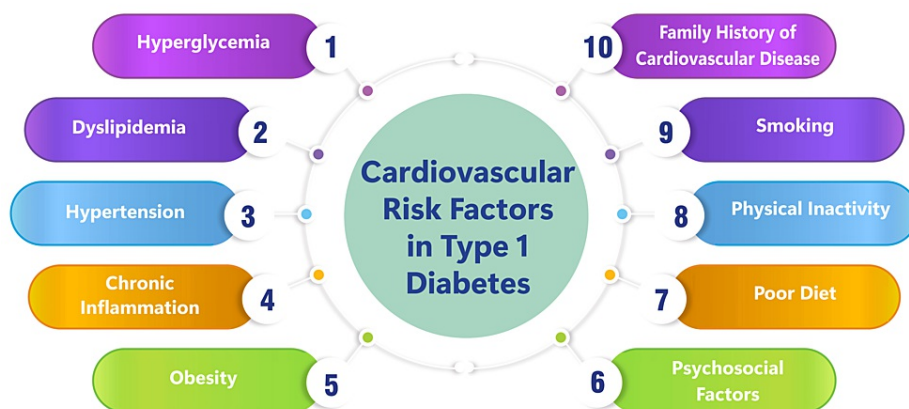 Hyperglycemia
1
Dyslipidemia
2
Hypertension
3
Chronic
Inflammation
4
Obesity
5
Cardiovascular
Risk Factors
in Type 1
Diabetes
10
Family History of
Cardiovascular Disease
9
Smoking
8
Physical Inactivity
7
Poor Diet
6
Psychosocial
Factors